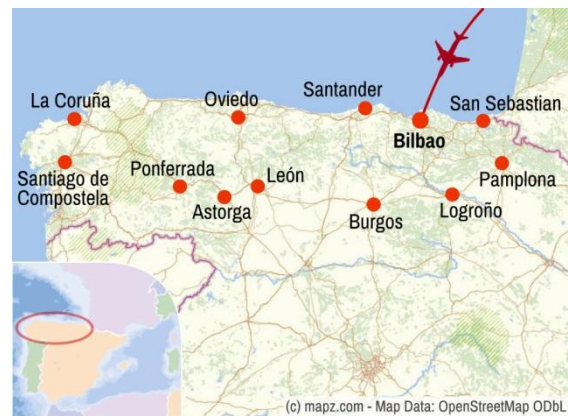 La Coruña
Oviedo
Santander
San Sebastian
Bilbao
Santiago de
Compostela
Ponferrada
León
Pamplona
Astorga
Burgos
Logroño
(c) mapz.com - Map Data: OpenStreetMap ODbL